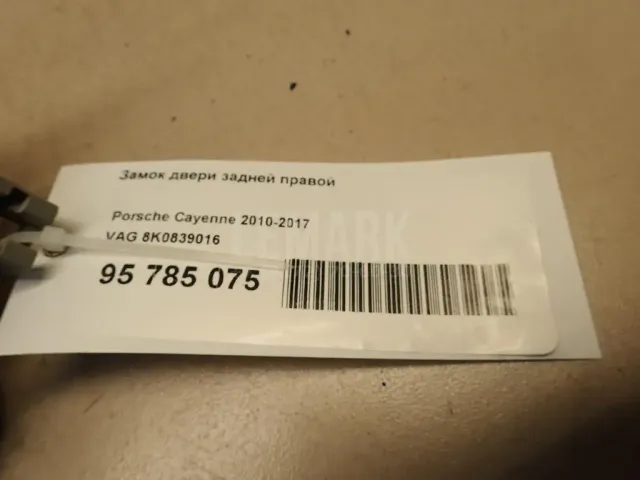 Замок двери задней правой
Porsche Cayenne 2010-2017
VAG 8K0839016
95 785 075